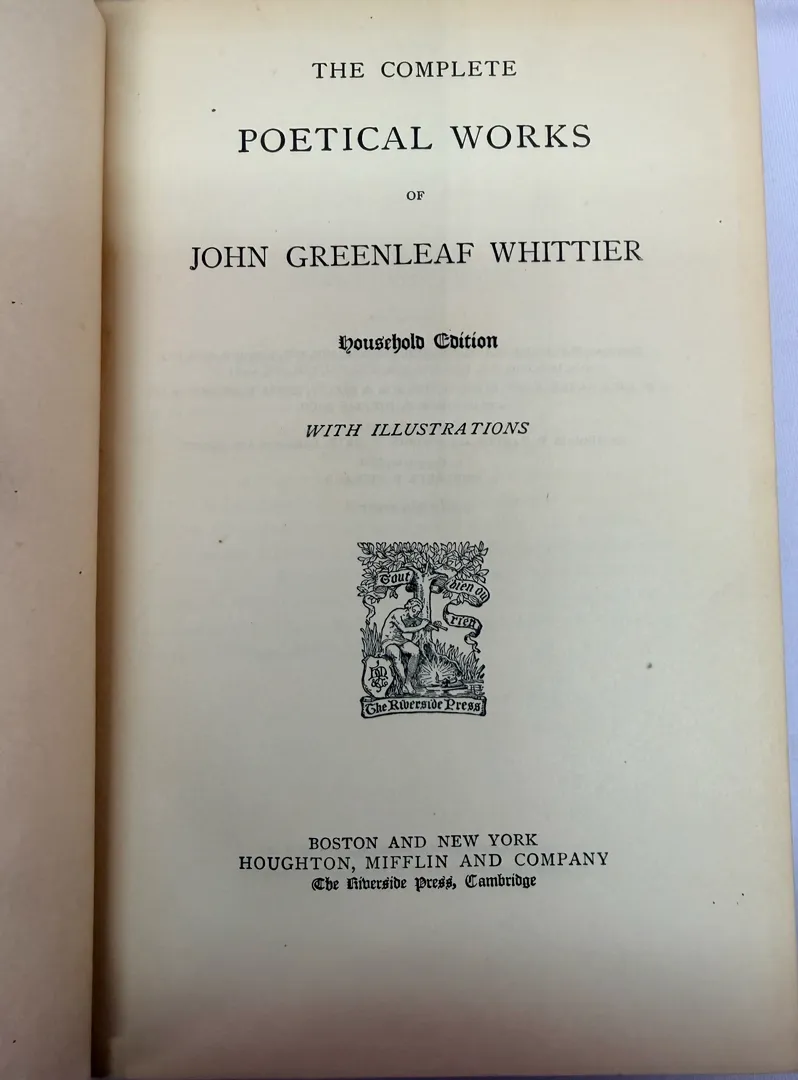 THE COMPLETE
POETICAL WORKS
OF
JOHN GREENLEAF WHITTIER
Household Edition
WITH ILLUSTRATIONS
Tout
bien ou
rien
The Riverside Press
BOSTON AND NEW YORK
HOUGHTON, MIFFLIN AND COMPANY
The Riverside Press, Cambridge